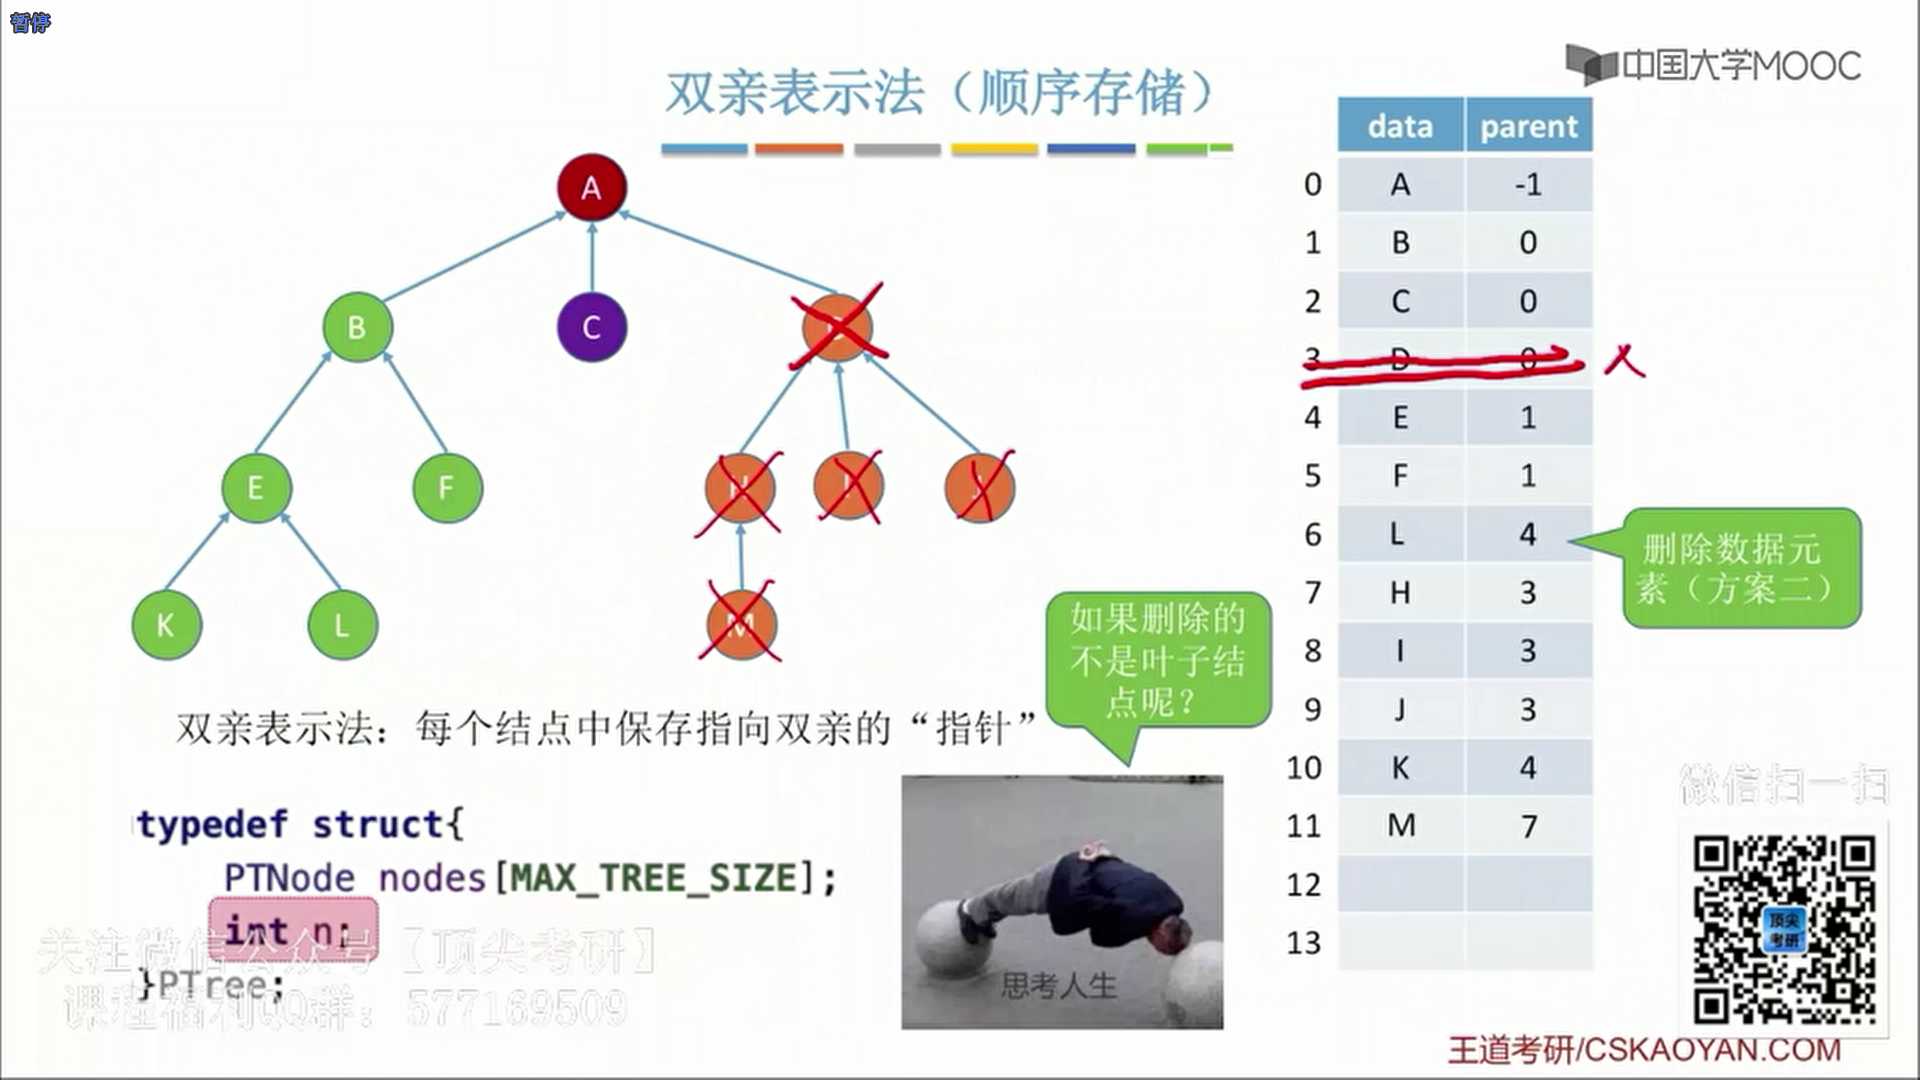 暂停
中国大学MOOC
双亲表示法（顺序存储）
data parent
0 A -1
1 B 0
2 C 0
3 D 0
4 E 1
5 F 1
6 L 4
7 H 3
8 I 3
9 J 3
10 K 4
11 M 7
12
13
A
B C
E F H I J
K L M
删除数据元
素（方案二）
如果删除的
不是叶子结
点呢？
双亲表示法：每个结点中保存指向双亲的“指针”
typedef struct{
PTNode nodes[MAX_TREE_SIZE];
int n;
}PTree;
关注微信公众号【顶尖考研】
课程福利QQ群：577169509
思考人生
微信扫一扫
顶尖
考研
王道考研/CSKAOYAN.COM